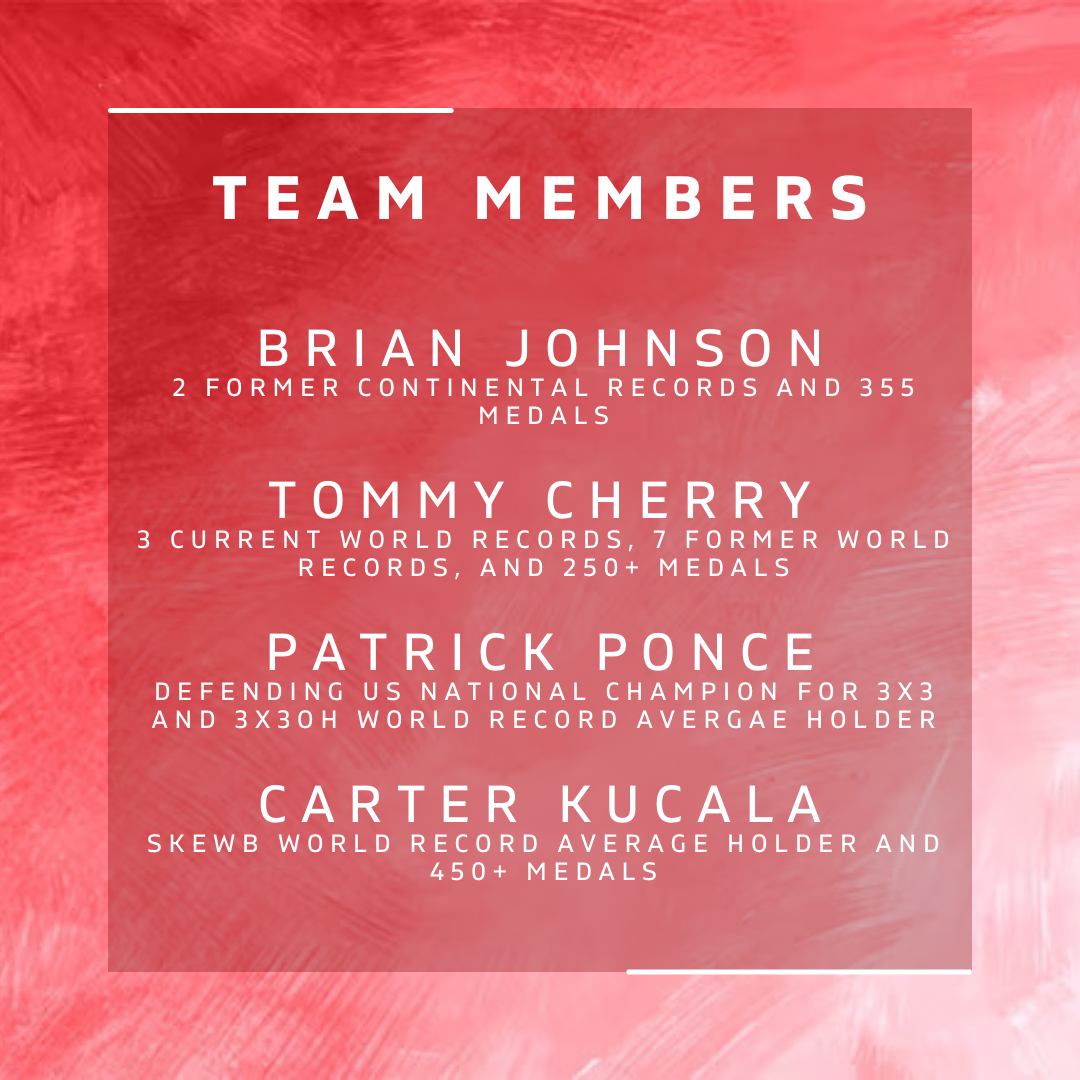 TEAM MEMBERS
BRIAN JOHNSON
2 FORMER CONTINENTAL RECORDS AND 355
MEDALS
TOMMY CHERRY
3 CURRENT WORLD RECORDS, 7 FORMER WORLD
RECORDS, AND 250+ MEDALS
PATRICK PONCE
DEFENDING US NATIONAL CHAMPION FOR 3X3
AND 3X3OH WORLD RECORD AVERGAE HOLDER
CARTER KUCALA
SKEWB WORLD RECORD AVERAGE HOLDER AND
450+ MEDALS